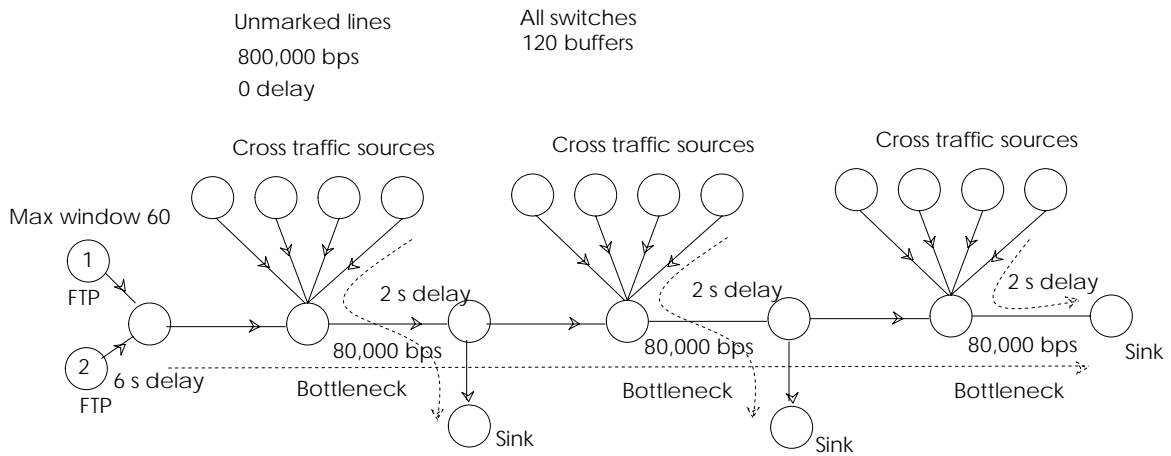 Unmarked lines
800,000 bps
0 delay
All switches
120 buffers
Cross traffic sources
Cross traffic sources
Cross traffic sources
Max window 60
1
FTP
2
FTP
6 s delay
2 s delay
80,000 bps
Bottleneck
Sink
2 s delay
80,000 bps
Bottleneck
Sink
2 s delay
80,000 bps
Bottleneck
Sink